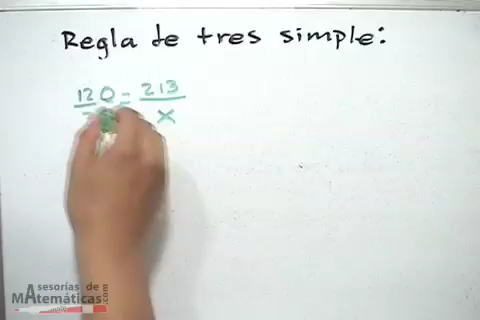 Regla de tres simple:
120 = 213
x
Asesorías de
Matemáticas.com